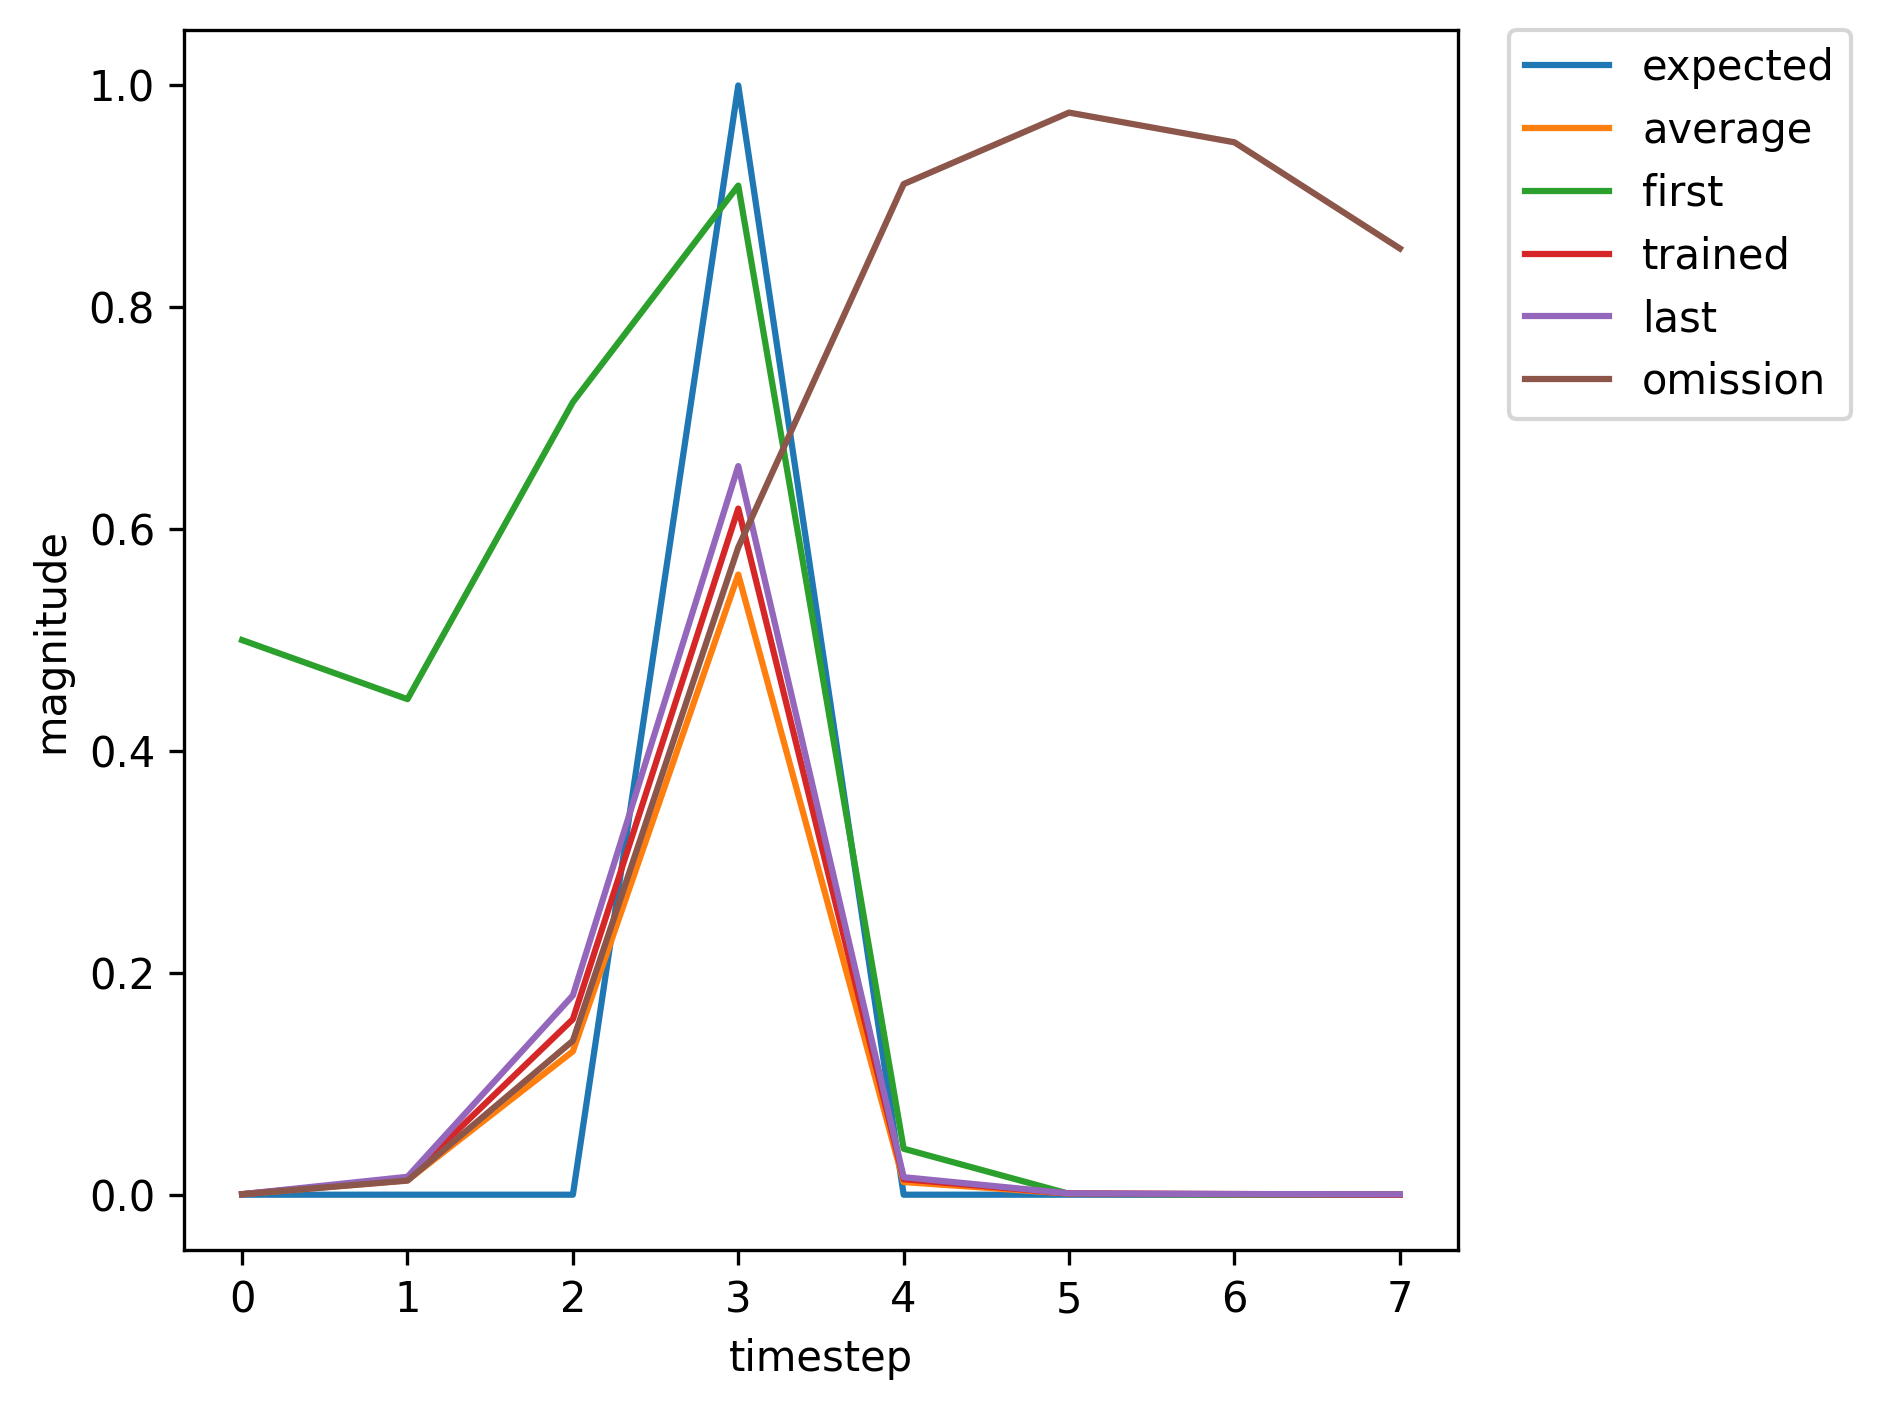 1.0
0.8
0.6
0.4
0.2
0.0
magnitude
0 1 2 3 4 5 6 7
timestep
expected
average
first
trained
last
omission